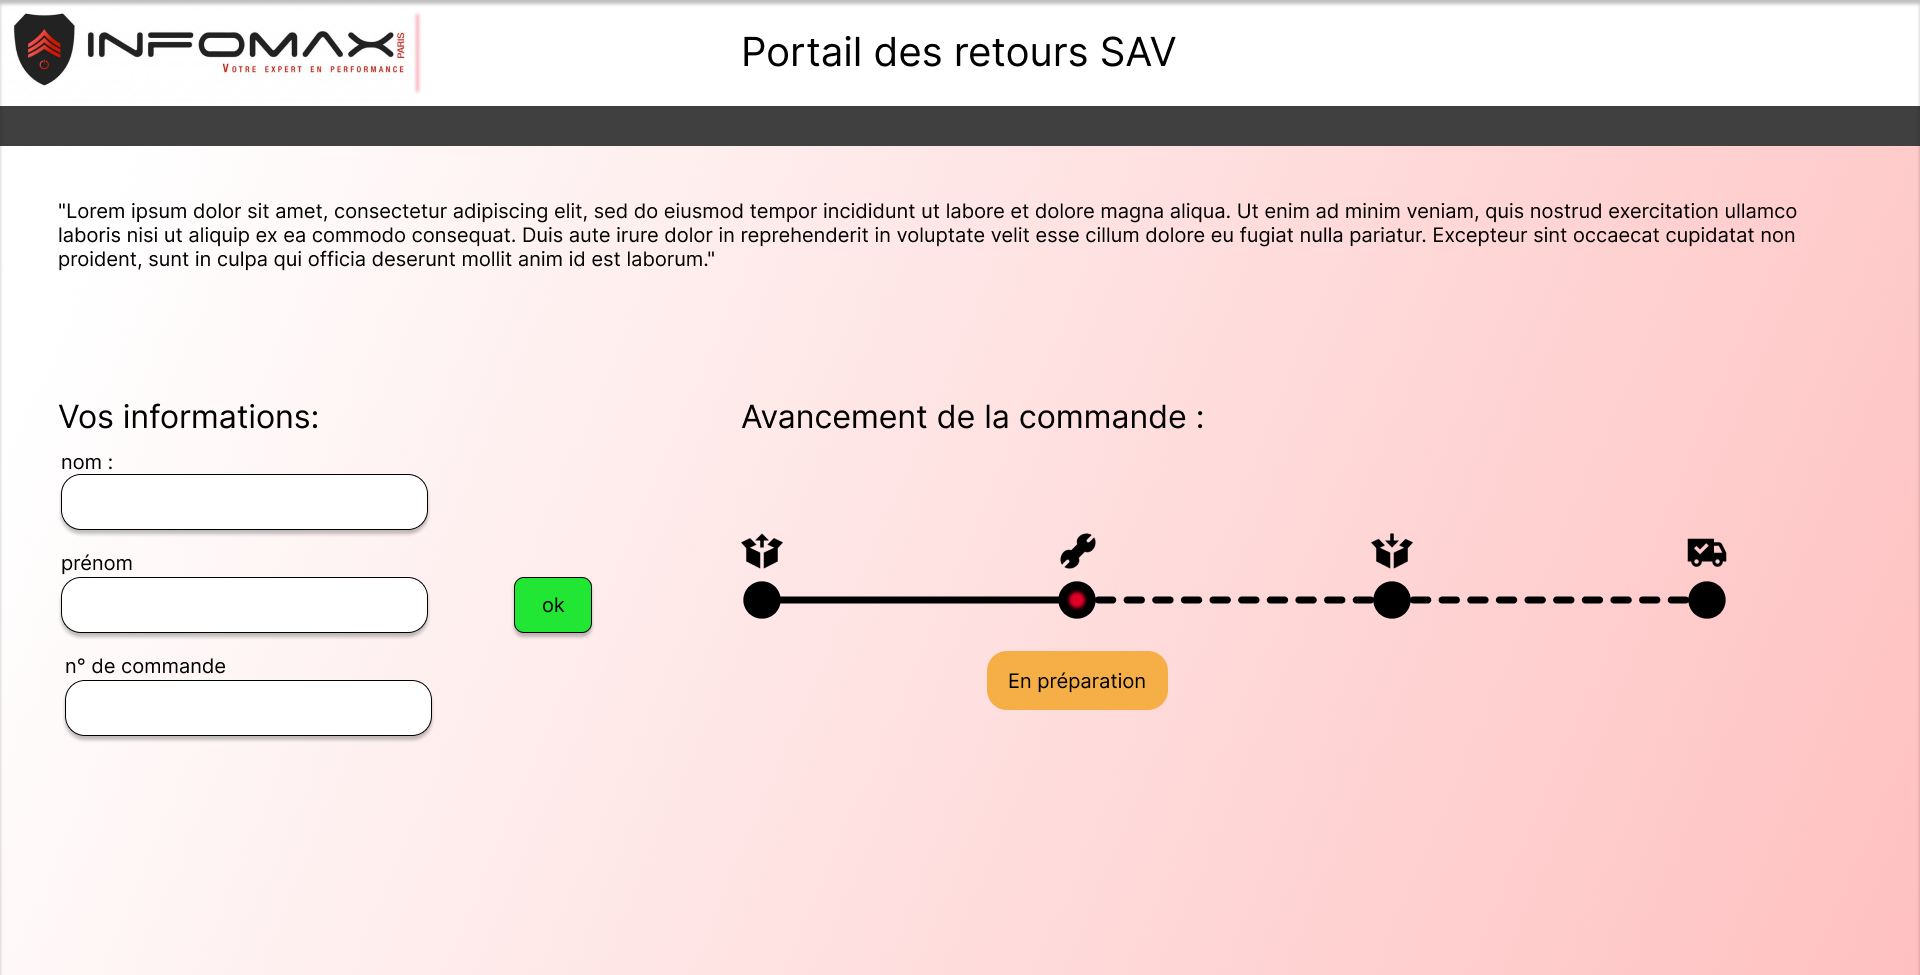 INFOMAX
PARIS
VOTRE EXPERT EN PERFORMANCE
Portail des retours SAV
"Lorem ipsum dolor sit amet, consectetur adipiscing elit, sed do eiusmod tempor incididunt ut labore et dolore magna aliqua. Ut enim ad minim veniam, quis nostrud exercitation ullamco
laboris nisi ut aliquip ex ea commodo consequat. Duis aute irure dolor in reprehenderit in voluptate velit esse cillum dolore eu fugiat nulla pariatur. Excepteur sint occaecat cupidatat non
proident, sunt in culpa qui officia deserunt mollit anim id est laborum."
Vos informations:
nom :
prénom
ok
n° de commande
Avancement de la commande :
En préparation